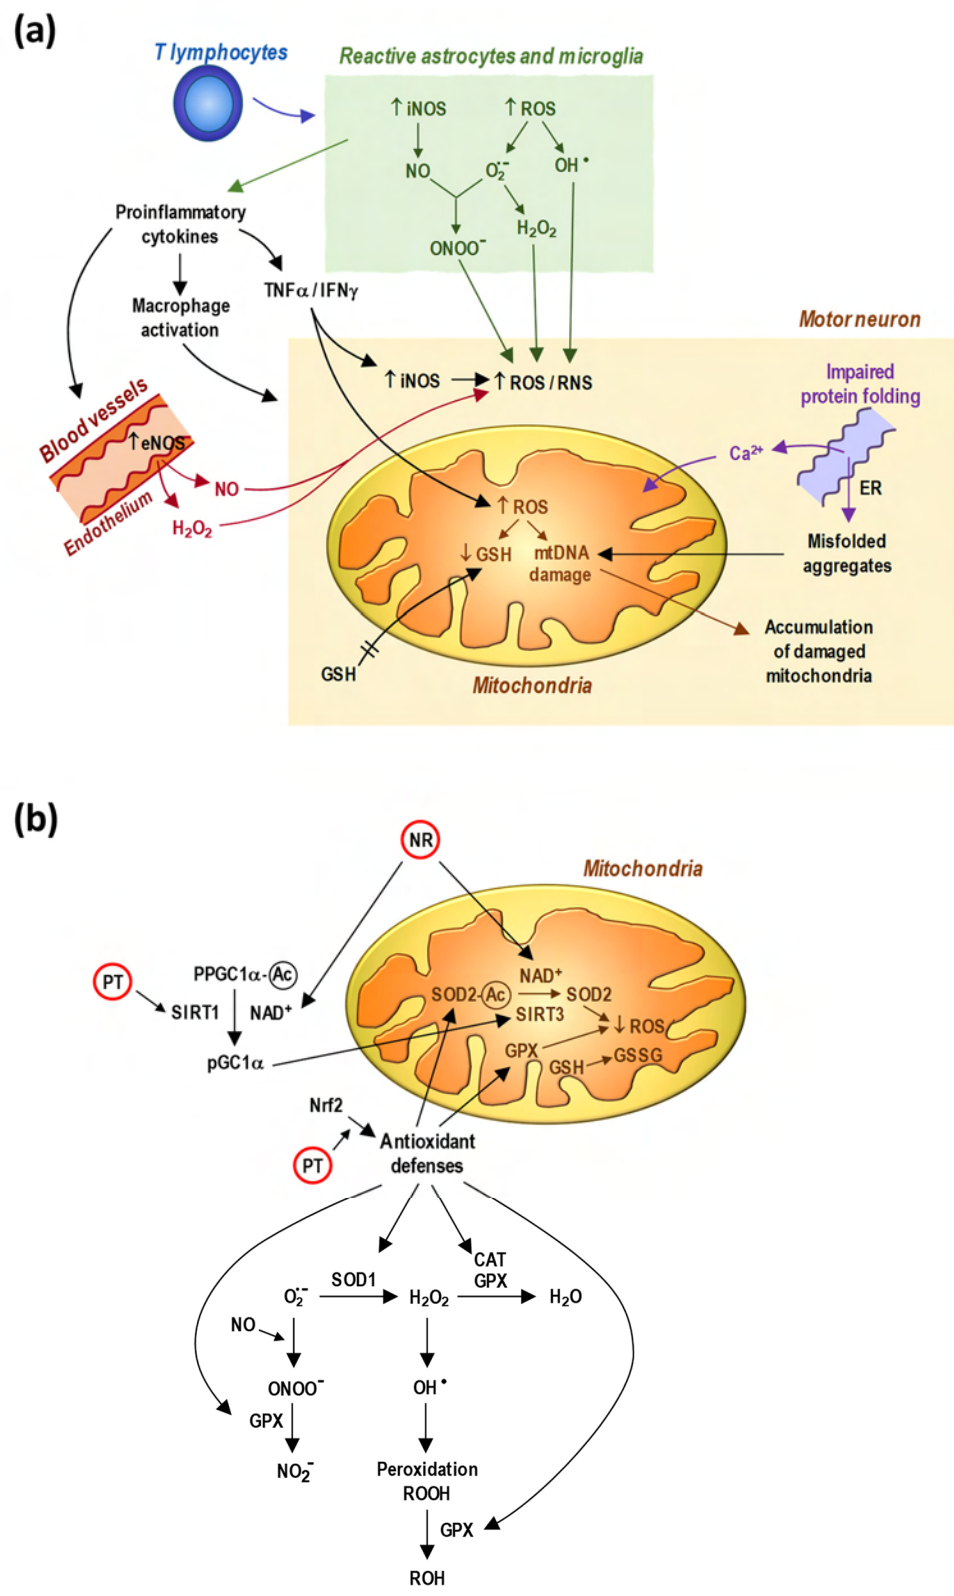 (a)
T lymphocytes
Reactive astrocytes and microglia
↑ iNOS
↑ ROS
NO
O₂·⁻
OH•
H₂O₂
ONOO⁻
Proinflammatory
cytokines
TNFα / IFNγ
Macrophage
activation
Motor neuron
↑ iNOS
↑ ROS / RNS
Impaired
protein folding
Blood vessels
↑ eNOS
Endothelium
NO
H₂O₂
Ca²⁺
ER
↑ ROS
↓ GSH
mtDNA
damage
Misfolded
aggregates
Accumulation
of damaged
mitochondria
GSH
Mitochondria
(b)
NR
Mitochondria
PT
PPGC1α-Ac
SIRT1
NAD⁺
pGC1α
NAD⁺
SOD2-Ac
SOD2
SIRT3
↓ ROS
GPX
GSH
GSSG
Nrf2
PT
Antioxidant
defenses
CAT
GPX
SOD1
O₂·⁻
H₂O₂
H₂O
NO
ONOO⁻
OH•
GPX
NO₂⁻
Peroxidation
ROOH
GPX
ROH